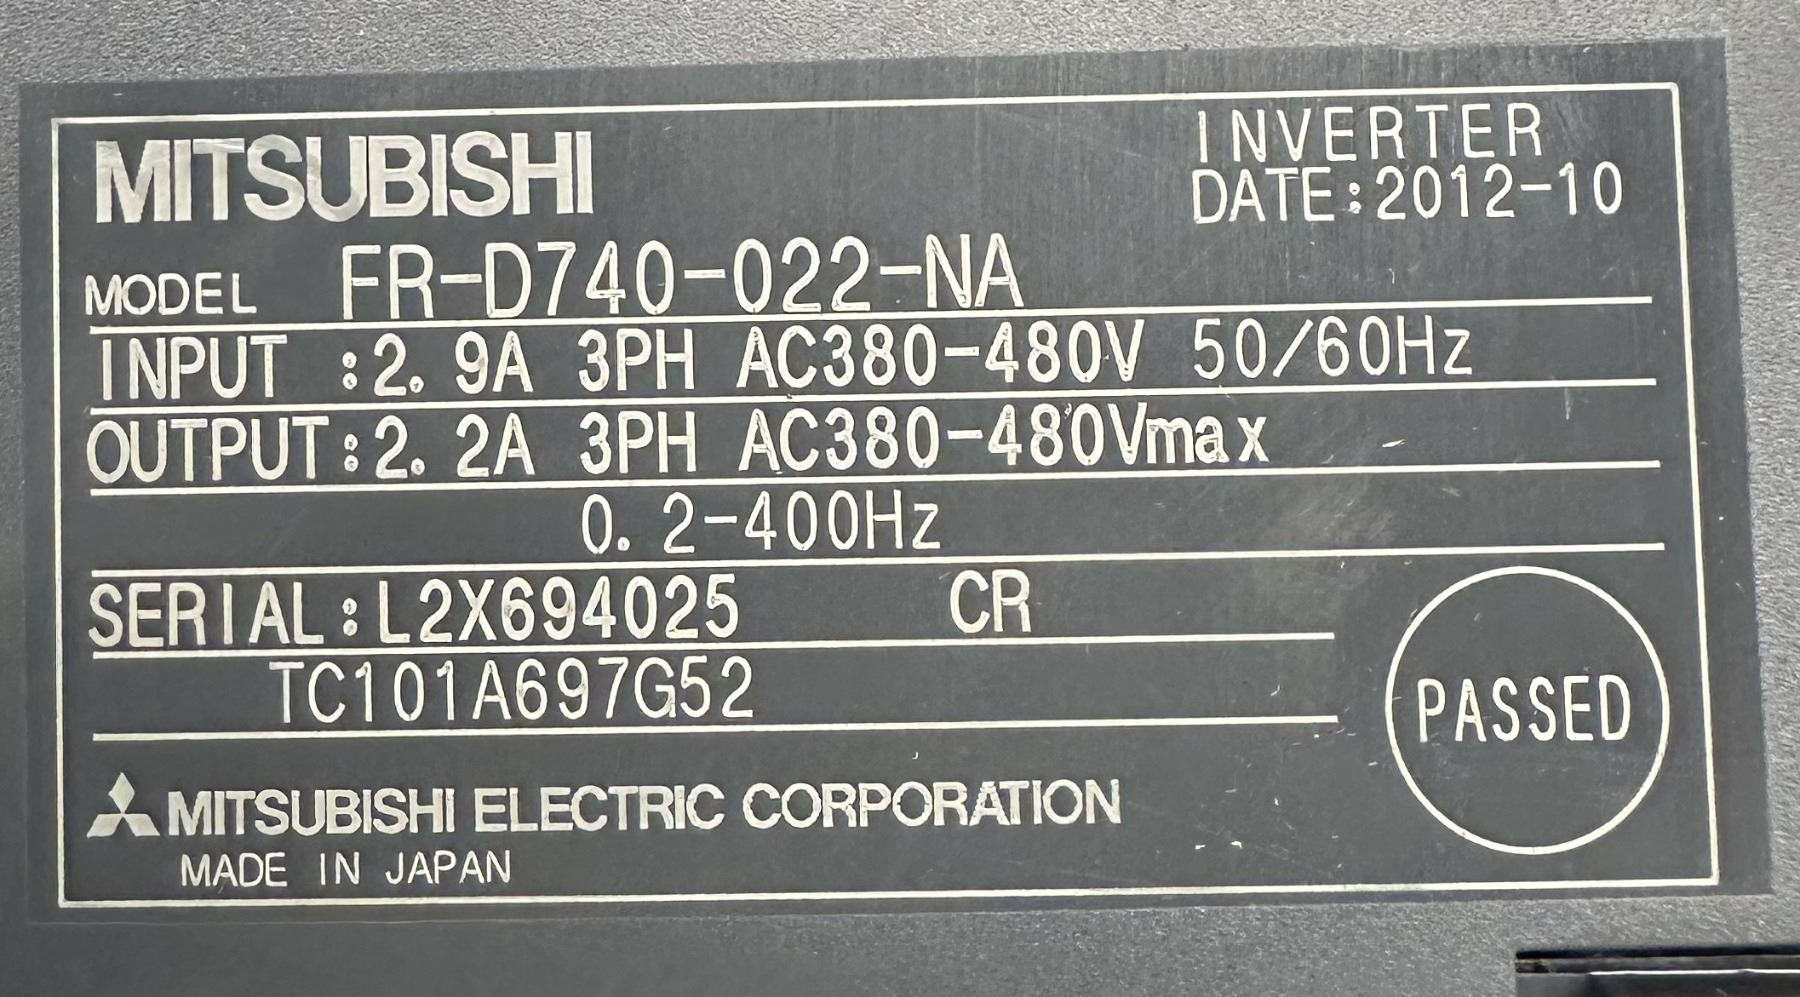 MITSUBISHI
INVERTER
DATE:2012-10
MODEL FR-D740-022-NA
INPUT :2.9A 3PH AC380-480V 50/60Hz
OUTPUT:2.2A 3PH AC380-480Vmax
0.2-400Hz
SERIAL:L2X694025 CR
TC101A697G52
PASSED
MITSUBISHI ELECTRIC CORPORATION
MADE IN JAPAN